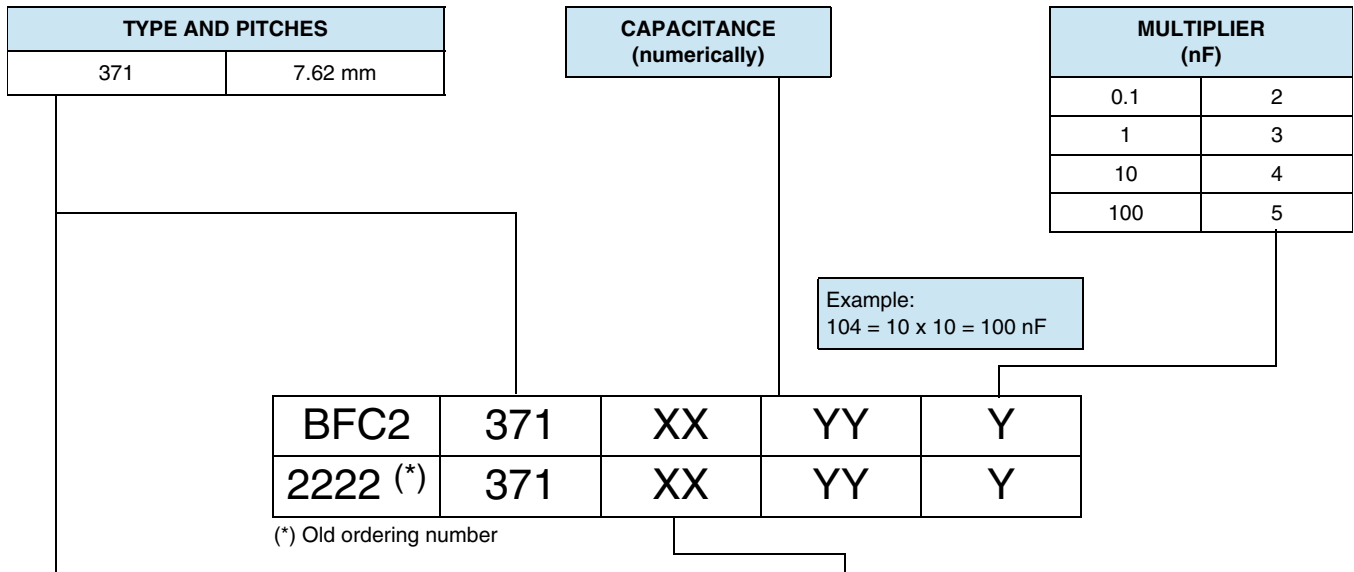 TYPE AND PITCHES
371 7.62 mm
CAPACITANCE
(numerically)
MULTIPLIER
(nF)
0.1 2
1 3
10 4
100 5
Example:
104 = 10 x 10 = 100 nF
BFC2 371 XX YY Y
2222 (*) 371 XX YY Y
(*) Old ordering number